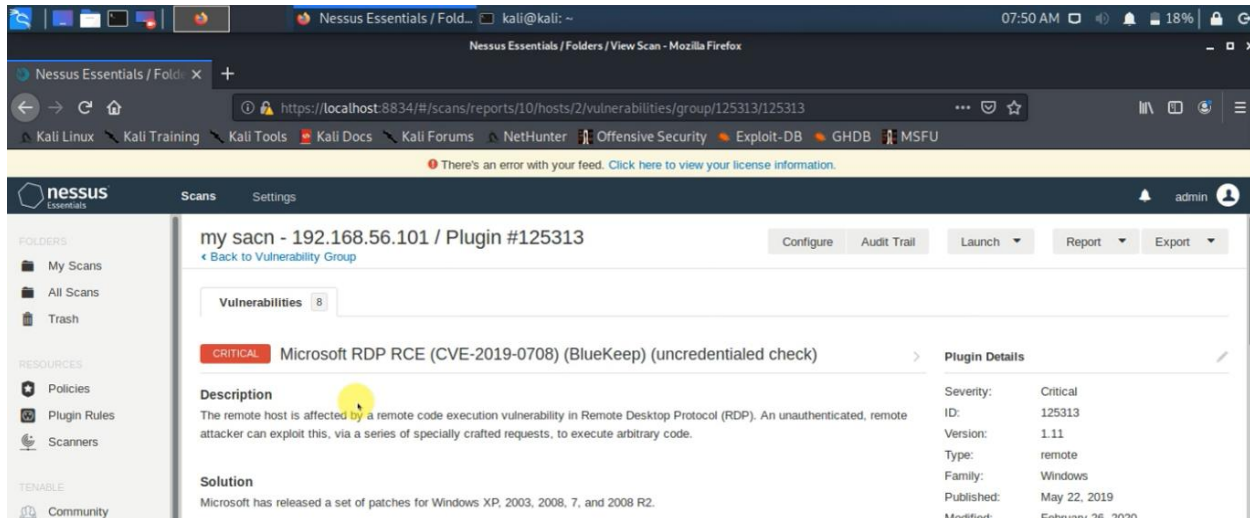 Nessus Essentials / Fold... kali@kali: ~ 07:50 AM 18%
Nessus Essentials / Folders / View Scan - Mozilla Firefox
Nessus Essentials / Folde
https://localhost:8834/#/scans/reports/10/hosts/2/vulnerabilities/group/125313/125313
Kali Linux Kali Training Kali Tools Kali Docs Kali Forums NetHunter Offensive Security Exploit-DB GHDB MSFU
There's an error with your feed. Click here to view your license information.
nessus Scans Settings admin
Essentials
FOLDERS
My Scans
All Scans
Trash
RESOURCES
Policies
Plugin Rules
Scanners
TENABLE
Community
my sacn - 192.168.56.101 / Plugin #125313
Back to Vulnerability Group
Configure Audit Trail Launch Report Export
Vulnerabilities 8
CRITICAL Microsoft RDP RCE (CVE-2019-0708) (BlueKeep) (uncredentialed check)
Description
The remote host is affected by a remote code execution vulnerability in Remote Desktop Protocol (RDP). An unauthenticated, remote
attacker can exploit this, via a series of specially crafted requests, to execute arbitrary code.
Solution
Microsoft has released a set of patches for Windows XP, 2003, 2008, 7, and 2008 R2.
Plugin Details
Severity: Critical
ID: 125313
Version: 1.11
Type: remote
Family: Windows
Published: May 22, 2019
Modified: February 26, 2020